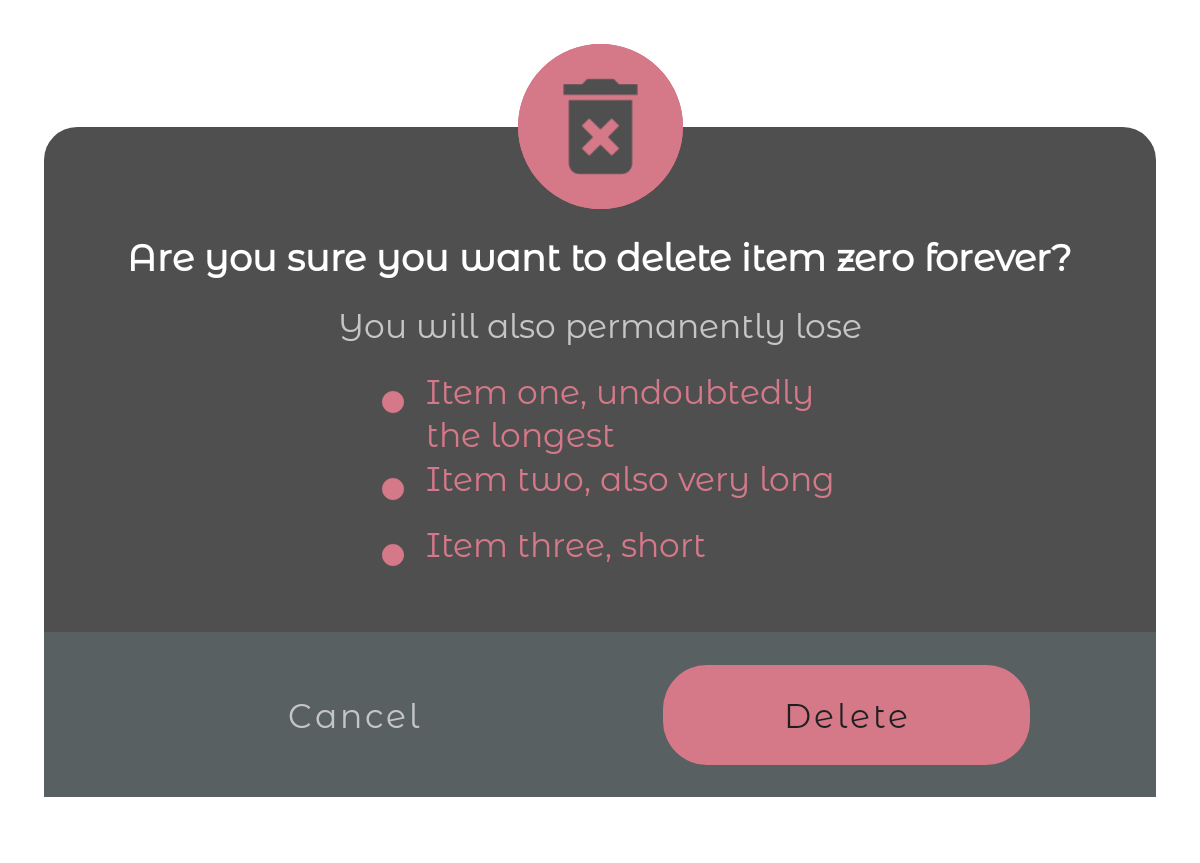 Are you sure you want to delete item zero forever?
You will also permanently lose
Item one, undoubtedly
the longest
Item two, also very long
Item three, short
Cancel
Delete